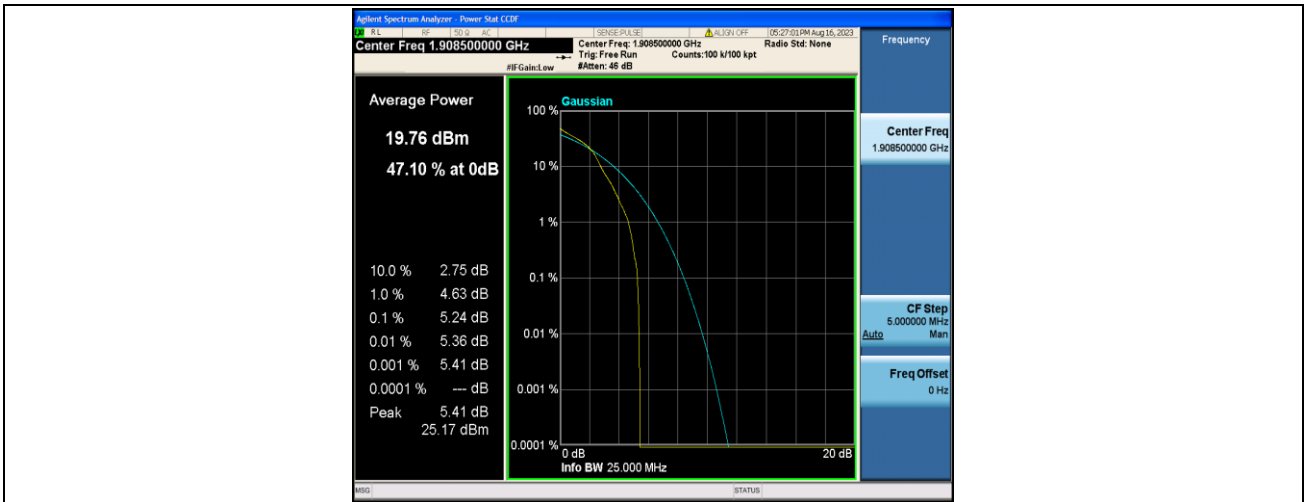 Agilent Spectrum Analyzer - Power Stat CCDF
RL RF 50 Ω AC SENSE:PULSE ALIGN OFF 05:27:01 PM Aug 16, 2023
Center Freq 1.908500000 GHz
Center Freq: 1.908500000 GHz Radio Std: None
Trig: Free Run Counts:100 k/100 kpt
#IFGain:Low #Atten: 46 dB
Average Power
19.76 dBm
47.10 % at 0dB
10.0 % 2.75 dB
1.0 % 4.63 dB
0.1 % 5.24 dB
0.01 % 5.36 dB
0.001 % 5.41 dB
0.0001 % --- dB
Peak 5.41 dB
25.17 dBm
Gaussian
100 %
10 %
1 %
0.1 %
0.01 %
0.001 %
0.0001 %
0 dB 20 dB
Info BW 25.000 MHz
Frequency
Center Freq
1.908500000 GHz
CF Step
5.000000 MHz
Auto Man
Freq Offset
0 Hz
MSG STATUS